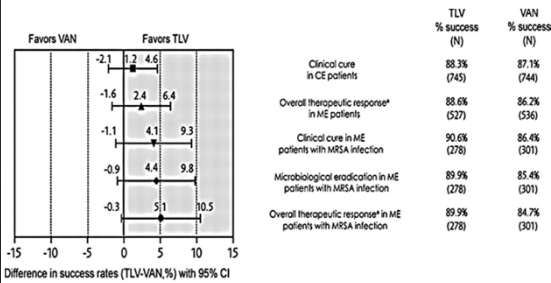 Favors VAN Favors TLV
TLV VAN
% success % success
(N) (N)
-2.1 1.2 4.6
Clinical cure 88.3% 87.1%
in CE patients (745) (744)
-1.6 2.4 6.4
Overall therapeutic responseª 88.6% 86.2%
in ME patients (527) (536)
-1.1 4.1 9.3
Clinical cure in ME 90.6% 86.4%
patients with MRSA infection (278) (301)
-0.9 4.4 9.8
Microbiological eradication in ME 89.9% 85.4%
patients with MRSA infection (278) (301)
-0.3 5.1 10.5
Overall therapeutic responseª in ME 89.9% 84.7%
patients with MRSA infection (278) (301)
-15 -10 -5 0 5 10 15
Difference in success rates (TLV-VAN,%) with 95% CI